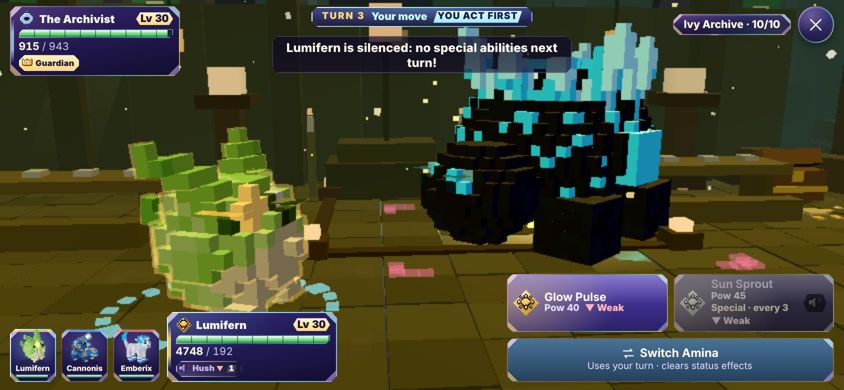 The Archivist Lv 30
915 / 943
Guardian
TURN 3 Your move YOU ACT FIRST
Lumifern is silenced: no special abilities next
turn!
Ivy Archive · 10/10
Glow Pulse
Pow 40 ▼ Weak
Sun Sprout
Pow 45
Special · every 3
▼ Weak
Switch Amina
Uses your turn · clears status effects
Lumifern
Cannonis
Emberix
Lumifern Lv 30
4748 / 192
Hush ▼ 1